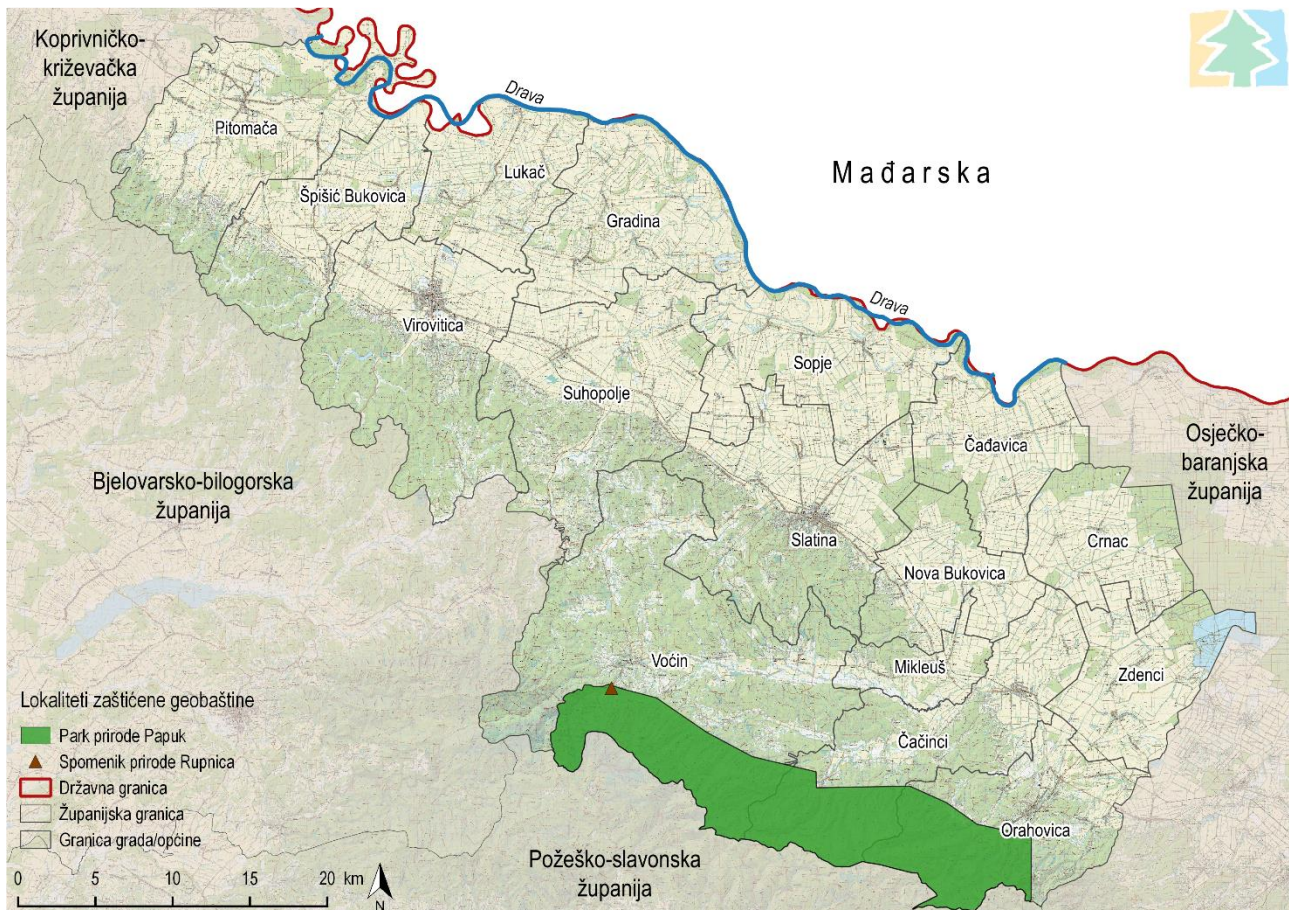 Koprivničko-
križevačka
županija
Drava
Pitomača
Mađarska
Lukač
Špišić Bukovica
Gradina
Drava
Virovitica
Sopje
Suhopolje
Čađavica
Osječko-
baranjska
županija
Bjelovarsko-bilogorska
županija
Slatina
Crnac
Nova Bukovica
Voćin
Mikleuš
Zdenci
Čačinci
Orahovica
Požeško-slavonska
županija
Lokaliteti zaštićene geobaštine
Park prirode Papuk
Spomenik prirode Rupnica
Državna granica
Županijska granica
Granica grada/općine
0 5 10 15 20 km
N